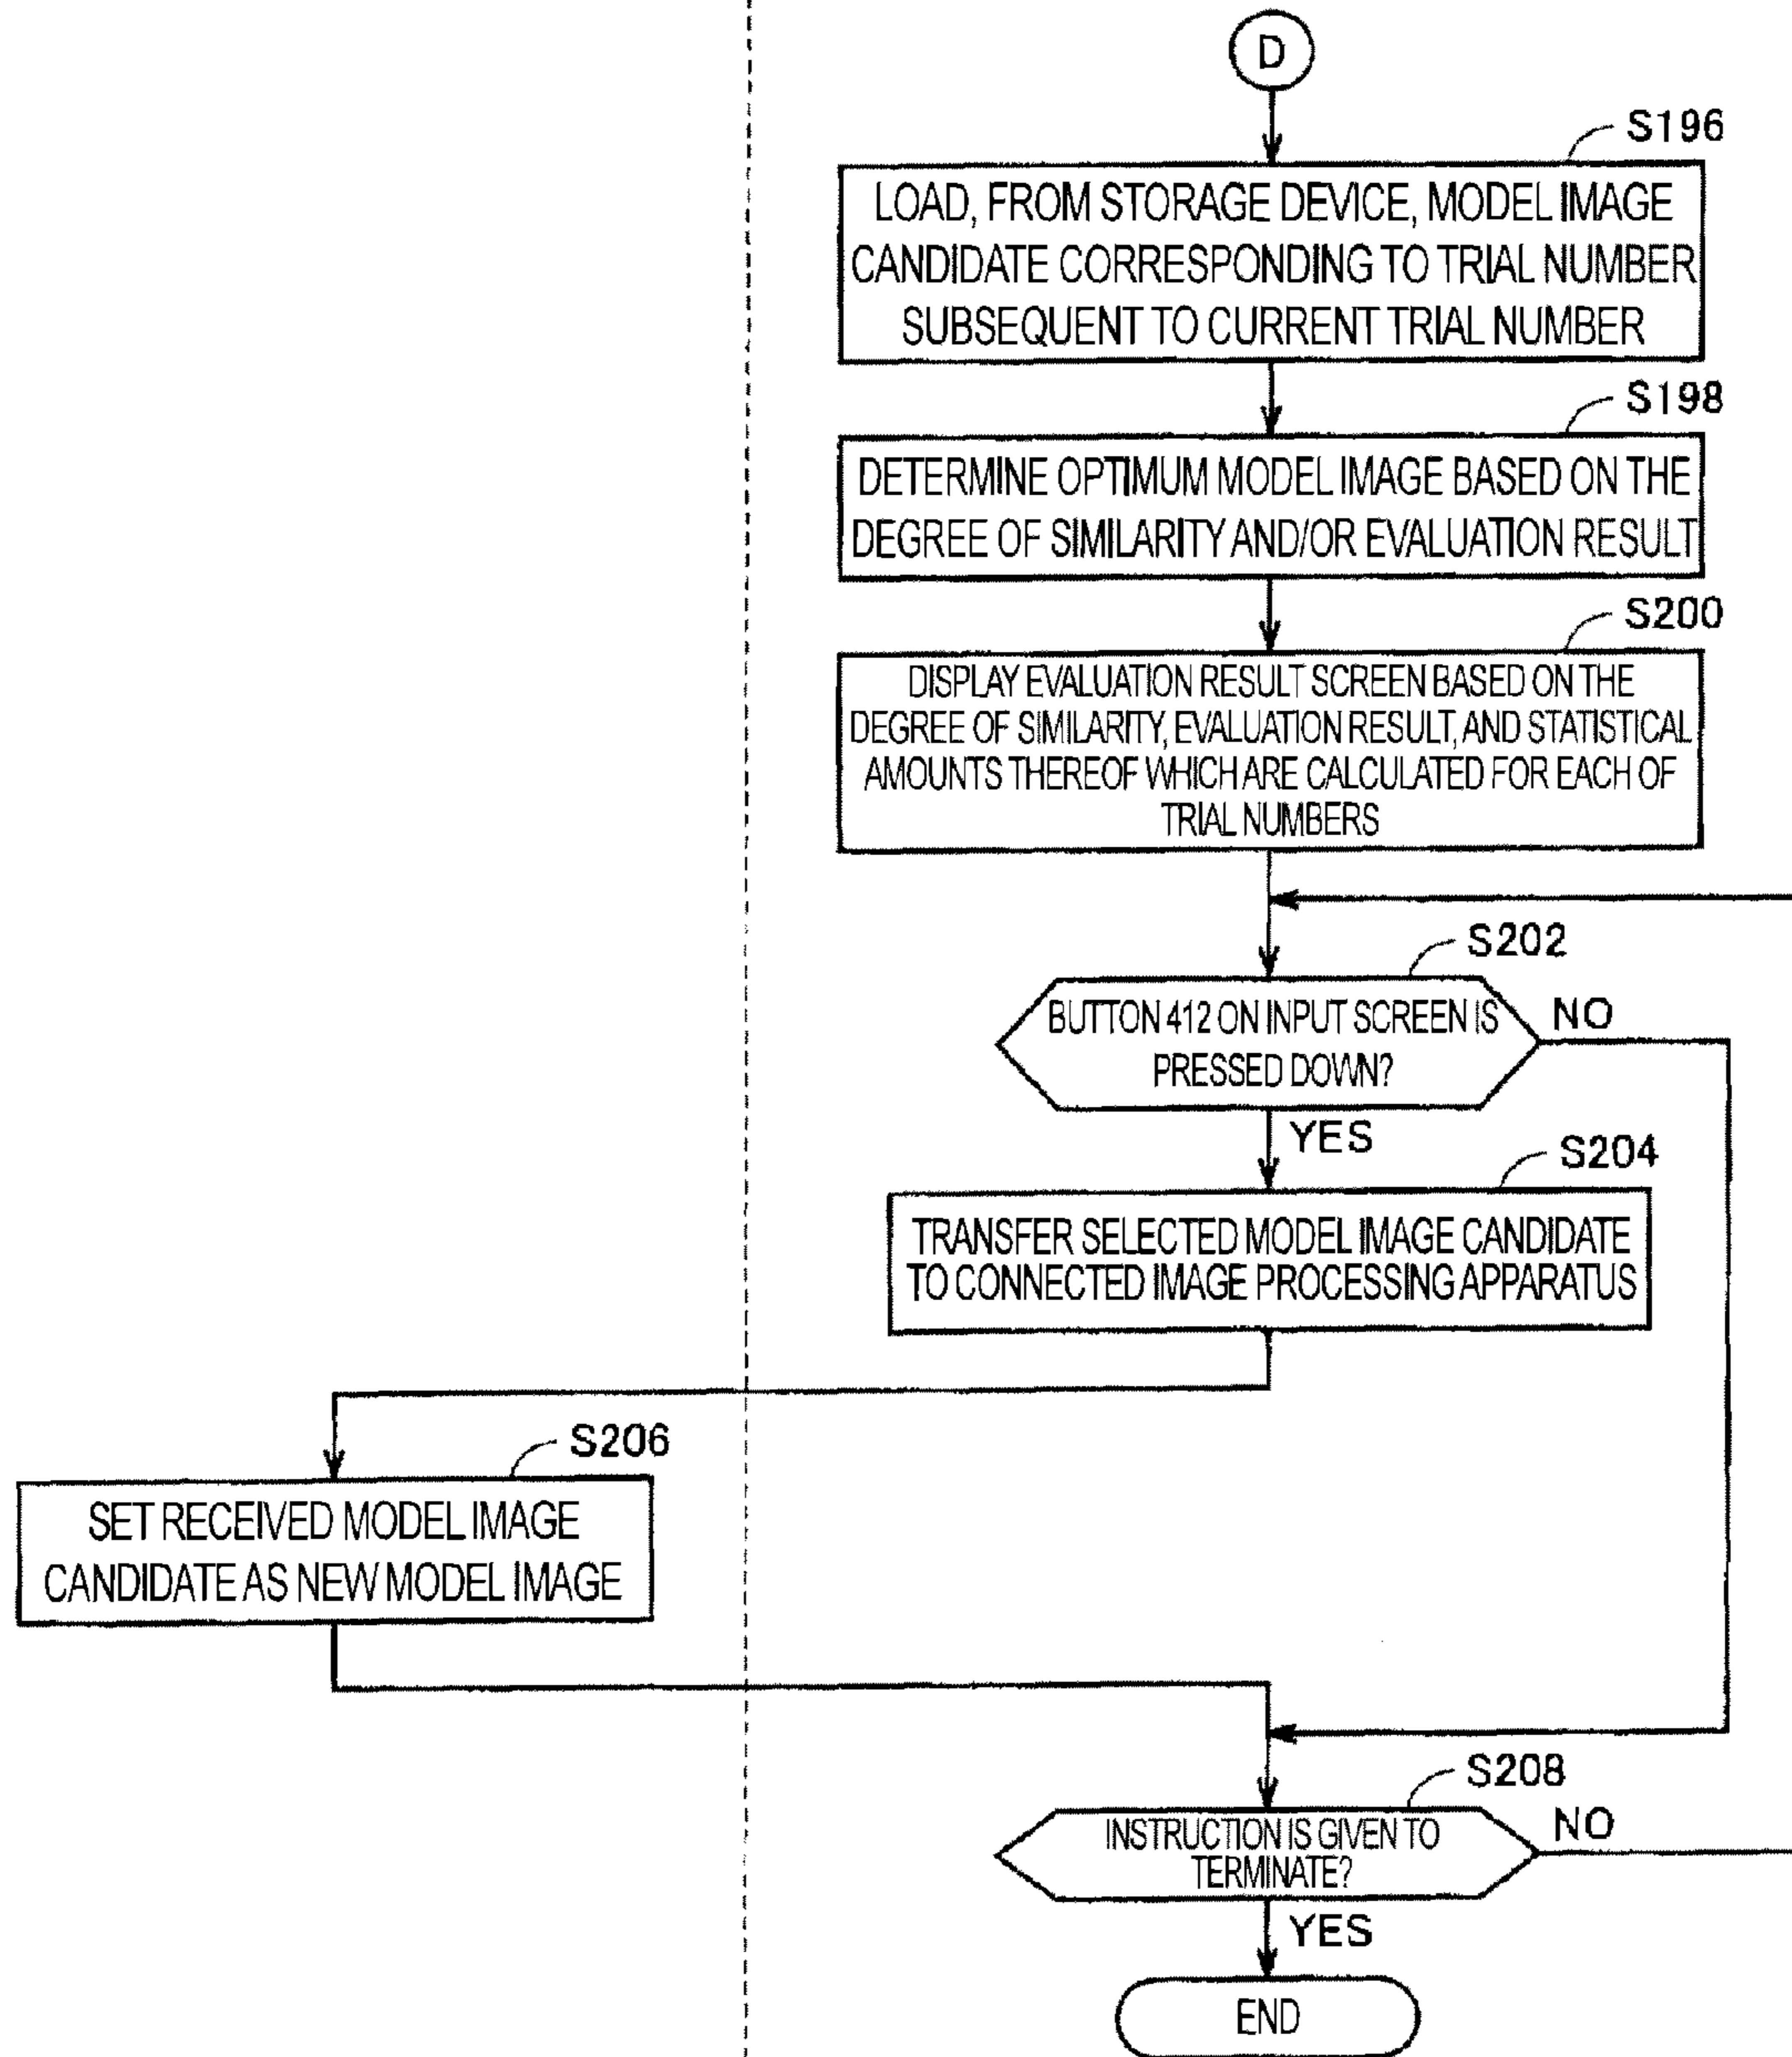 D
S196
LOAD, FROM STORAGE DEVICE, MODEL IMAGE
CANDIDATE CORRESPONDING TO TRIAL NUMBER
SUBSEQUENT TO CURRENT TRIAL NUMBER
S198
DETERMINE OPTIMUM MODEL IMAGE BASED ON THE
DEGREE OF SIMILARITY AND/OR EVALUATION RESULT
S200
DISPLAY EVALUATION RESULT SCREEN BASED ON THE
DEGREE OF SIMILARITY, EVALUATION RESULT, AND STATISTICAL
AMOUNTS THEREOF WHICH ARE CALCULATED FOR EACH OF
TRIAL NUMBERS
S202
BUTTON 412 ON INPUT SCREEN IS
PRESSED DOWN?
NO
YES
S204
TRANSFER SELECTED MODEL IMAGE CANDIDATE
TO CONNECTED IMAGE PROCESSING APPARATUS
S206
SET RECEIVED MODEL IMAGE
CANDIDATE AS NEW MODEL IMAGE
S208
INSTRUCTION IS GIVEN TO
TERMINATE?
NO
YES
END